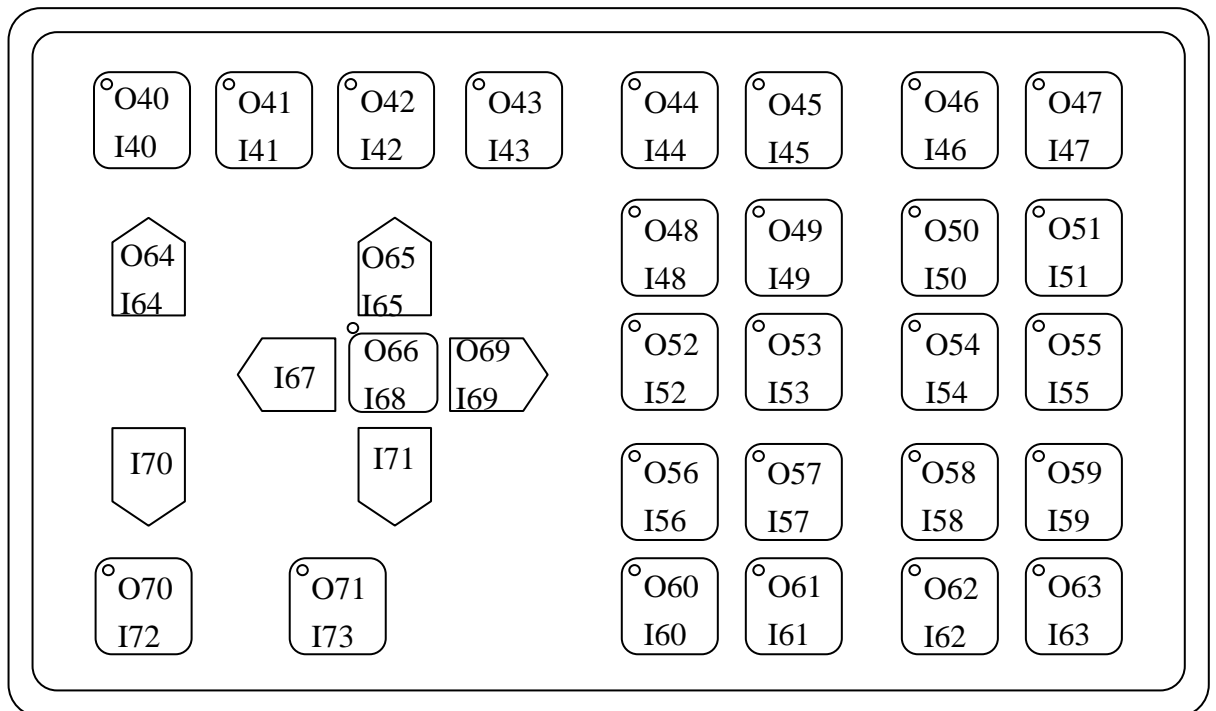 O40 O41 O42 O43 O44 O45 O46 O47
I40 I41 I42 I43 I44 I45 I46 I47
O48 O49 O50 O51
I48 I49 I50 I51
O64 O65
I64 I65
O66 O69 O52 O53 O54 O55
I67
I68 I69 I52 I53 I54 I55
I70 I71 O56 O57 O58 O59
I56 I57 I58 I59
O70 O71 O60 O61 O62 O63
I72 I73 I60 I61 I62 I63